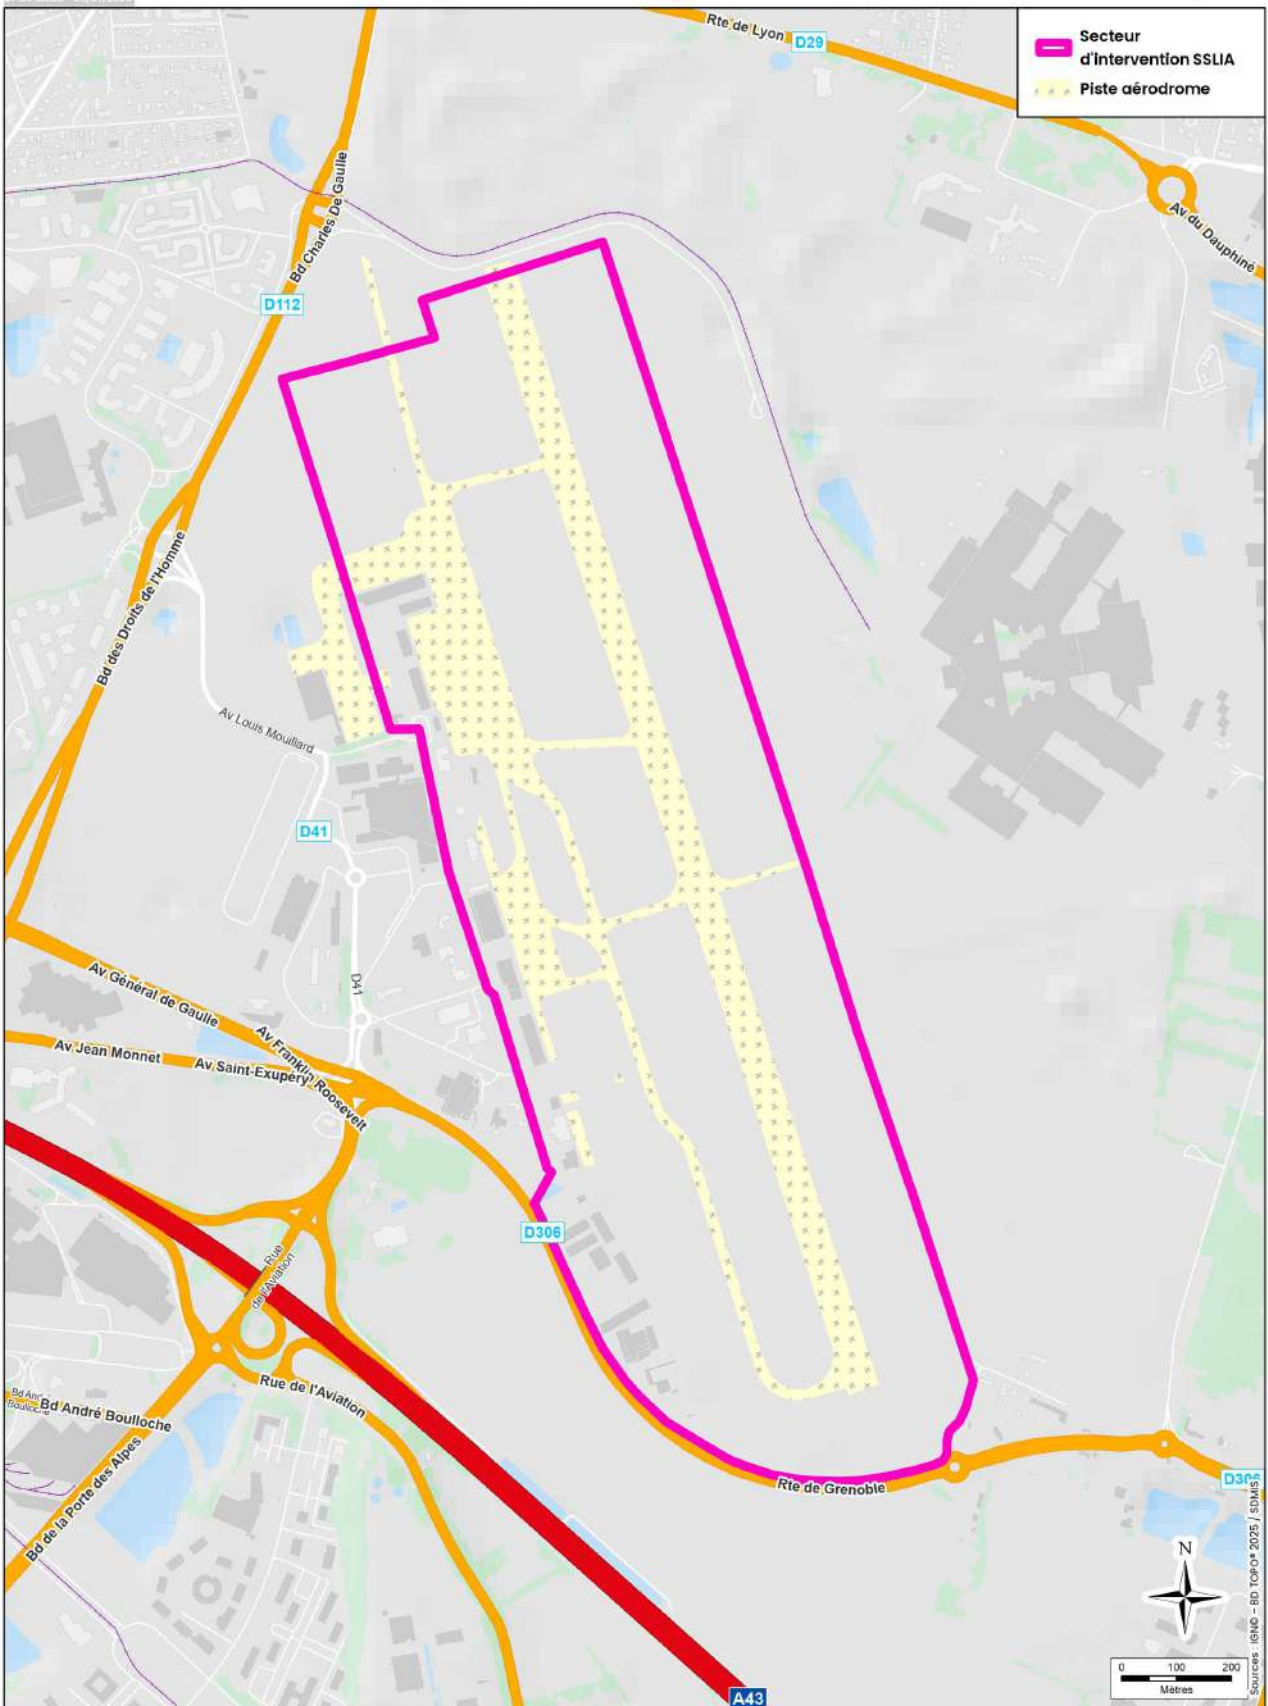 Rte de Lyon
D29
Secteur
d'intervention SSLIA
Piste aérodrome
Bd Charles De Gaulle
Av du Dauphiné
D112
Bd des Droits de l'Homme
Av Louis Mouillard
D41
Av Général de Gaulle
D41
Av Jean Monnet
Av Saint-Exupéry
Av Franklin Roosevelt
D306
Rue
de l'Aviation
Rue de l'Aviation
Bd André
Boulloche
Bd André Boulloche
Bd de la Porte des Alpes
Rte de Grenoble
D306
N
0 100 200
Mètres
Sources : IGN© - BD TOPO® 2025 / SDMIS
A43